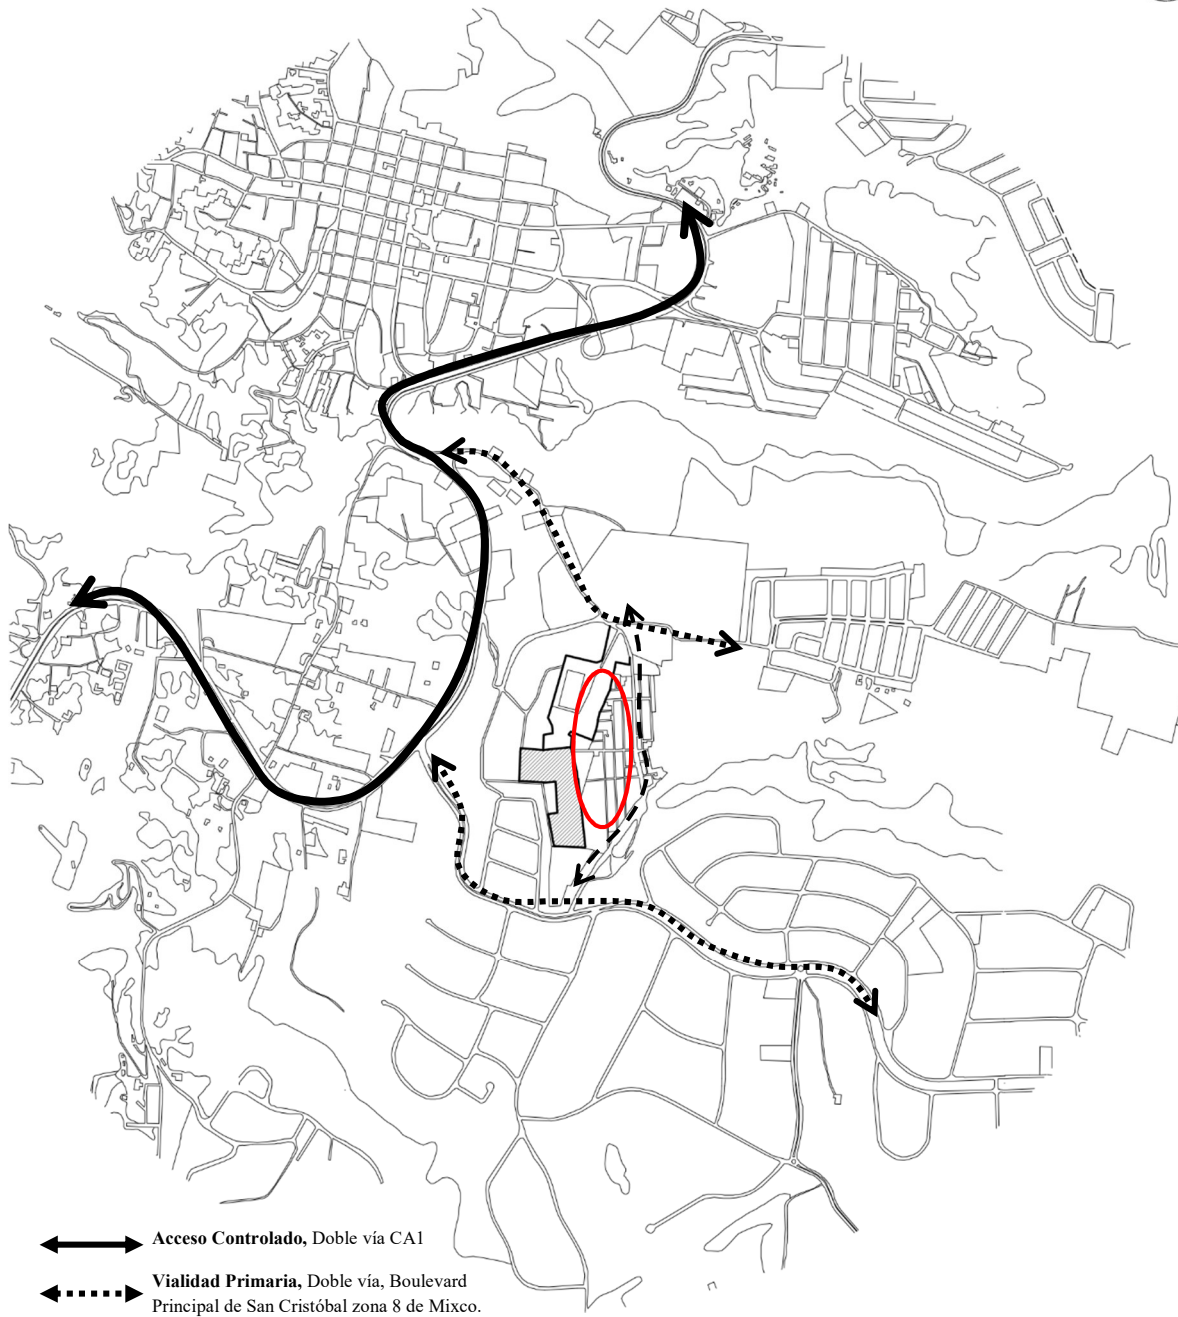 Acceso Controlado, Doble vía CA1
Vialidad Primaria, Doble vía, Boulevard
Principal de San Cristóbal zona 8 de Mixco.